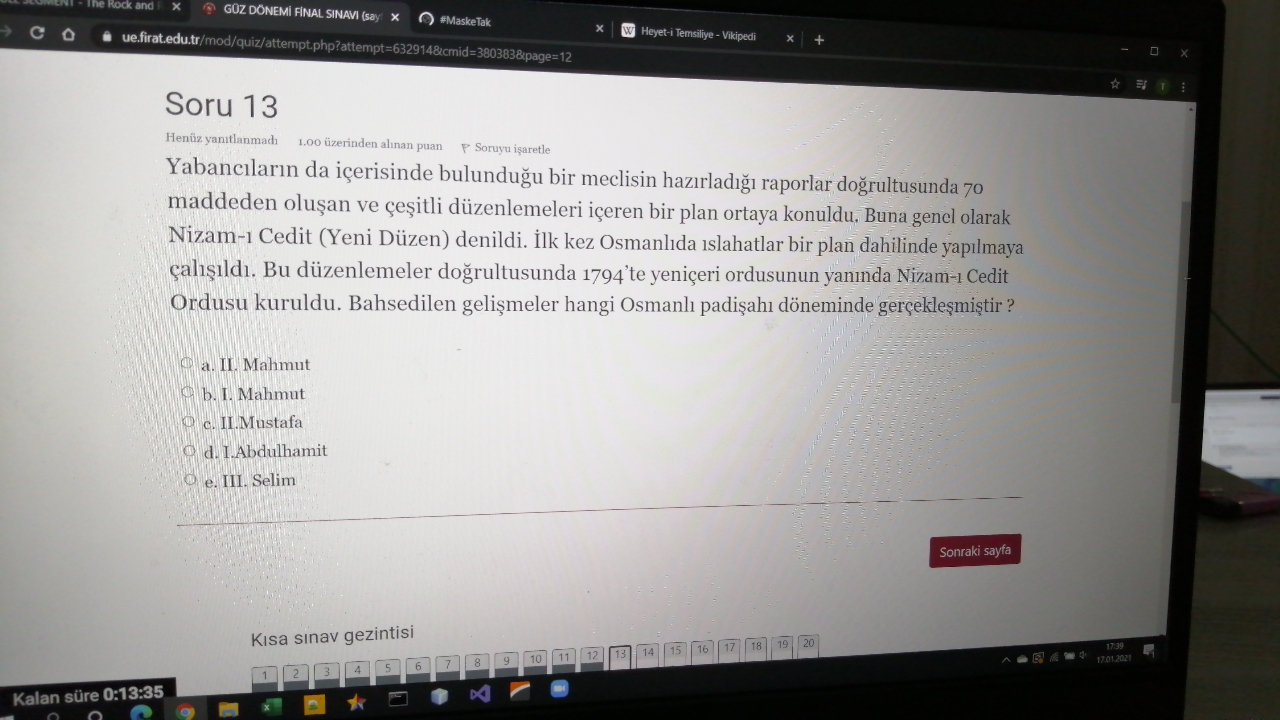 The Rock and
GÜZ DÖNEMİ FİNAL SINAVI (say
#MaskeTak
Heyet-i Temsiliye - Vikipedi
ue.firat.edu.tr/mod/quiz/attempt.php?attempt=632914&cmid=380383&page=12
Soru 13
Henüz yanıtlanmadı 1.00 üzerinden alınan puan Soruyu işaretle
Yabancıların da içerisinde bulunduğu bir meclisin hazırladığı raporlar doğrultusunda 70
maddeden oluşan ve çeşitli düzenlemeleri içeren bir plan ortaya konuldu. Buna genel olarak
Nizam-ı Cedit (Yeni Düzen) denildi. İlk kez Osmanlıda ıslahatlar bir plan dahilinde yapılmaya
çalışıldı. Bu düzenlemeler doğrultusunda 1794'te yeniçeri ordusunun yanında Nizam-ı Cedit
Ordusu kuruldu. Bahsedilen gelişmeler hangi Osmanlı padişahı döneminde gerçekleşmiştir ?
a. II. Mahmut
b. I. Mahmut
c. II.Mustafa
d. I.Abdulhamit
e. III. Selim
Sonraki sayfa
Kısa sınav gezintisi
1 2 3 4 5 6 7 8 9 10 11 12 13 14 15 16 17 18 19 20
Kalan süre 0:13:35
17:39
17.01.2021